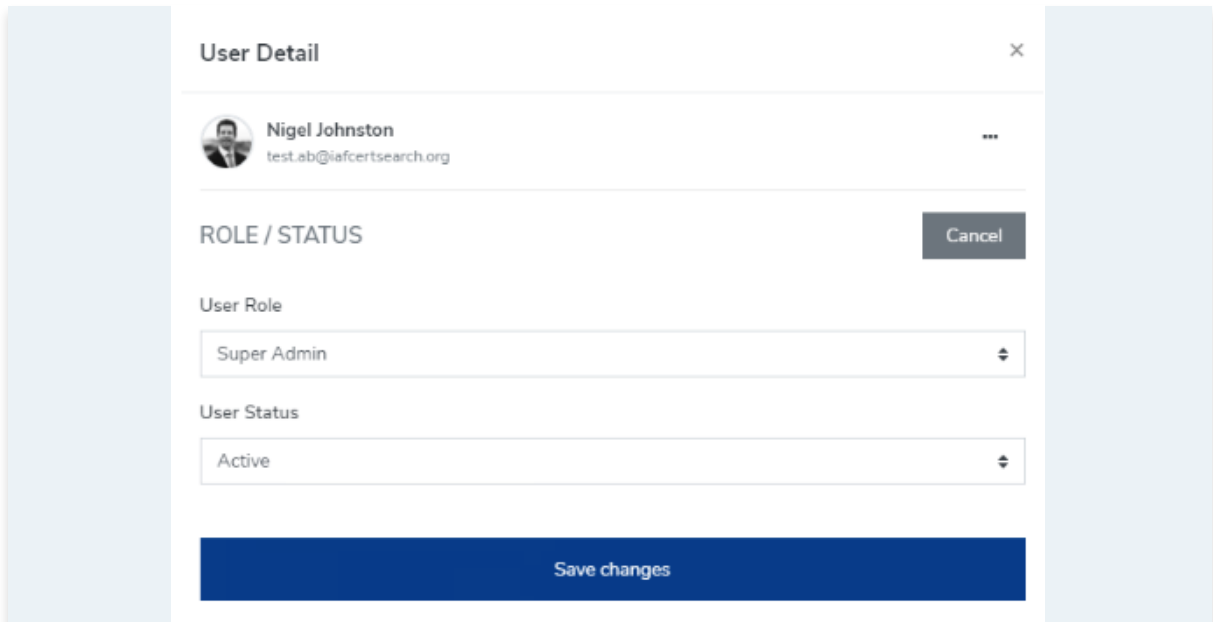 User Detail
×
Nigel Johnston
test.ab@iafcertsearch.org
ROLE / STATUS
Cancel
User Role
Super Admin
User Status
Active
Save changes